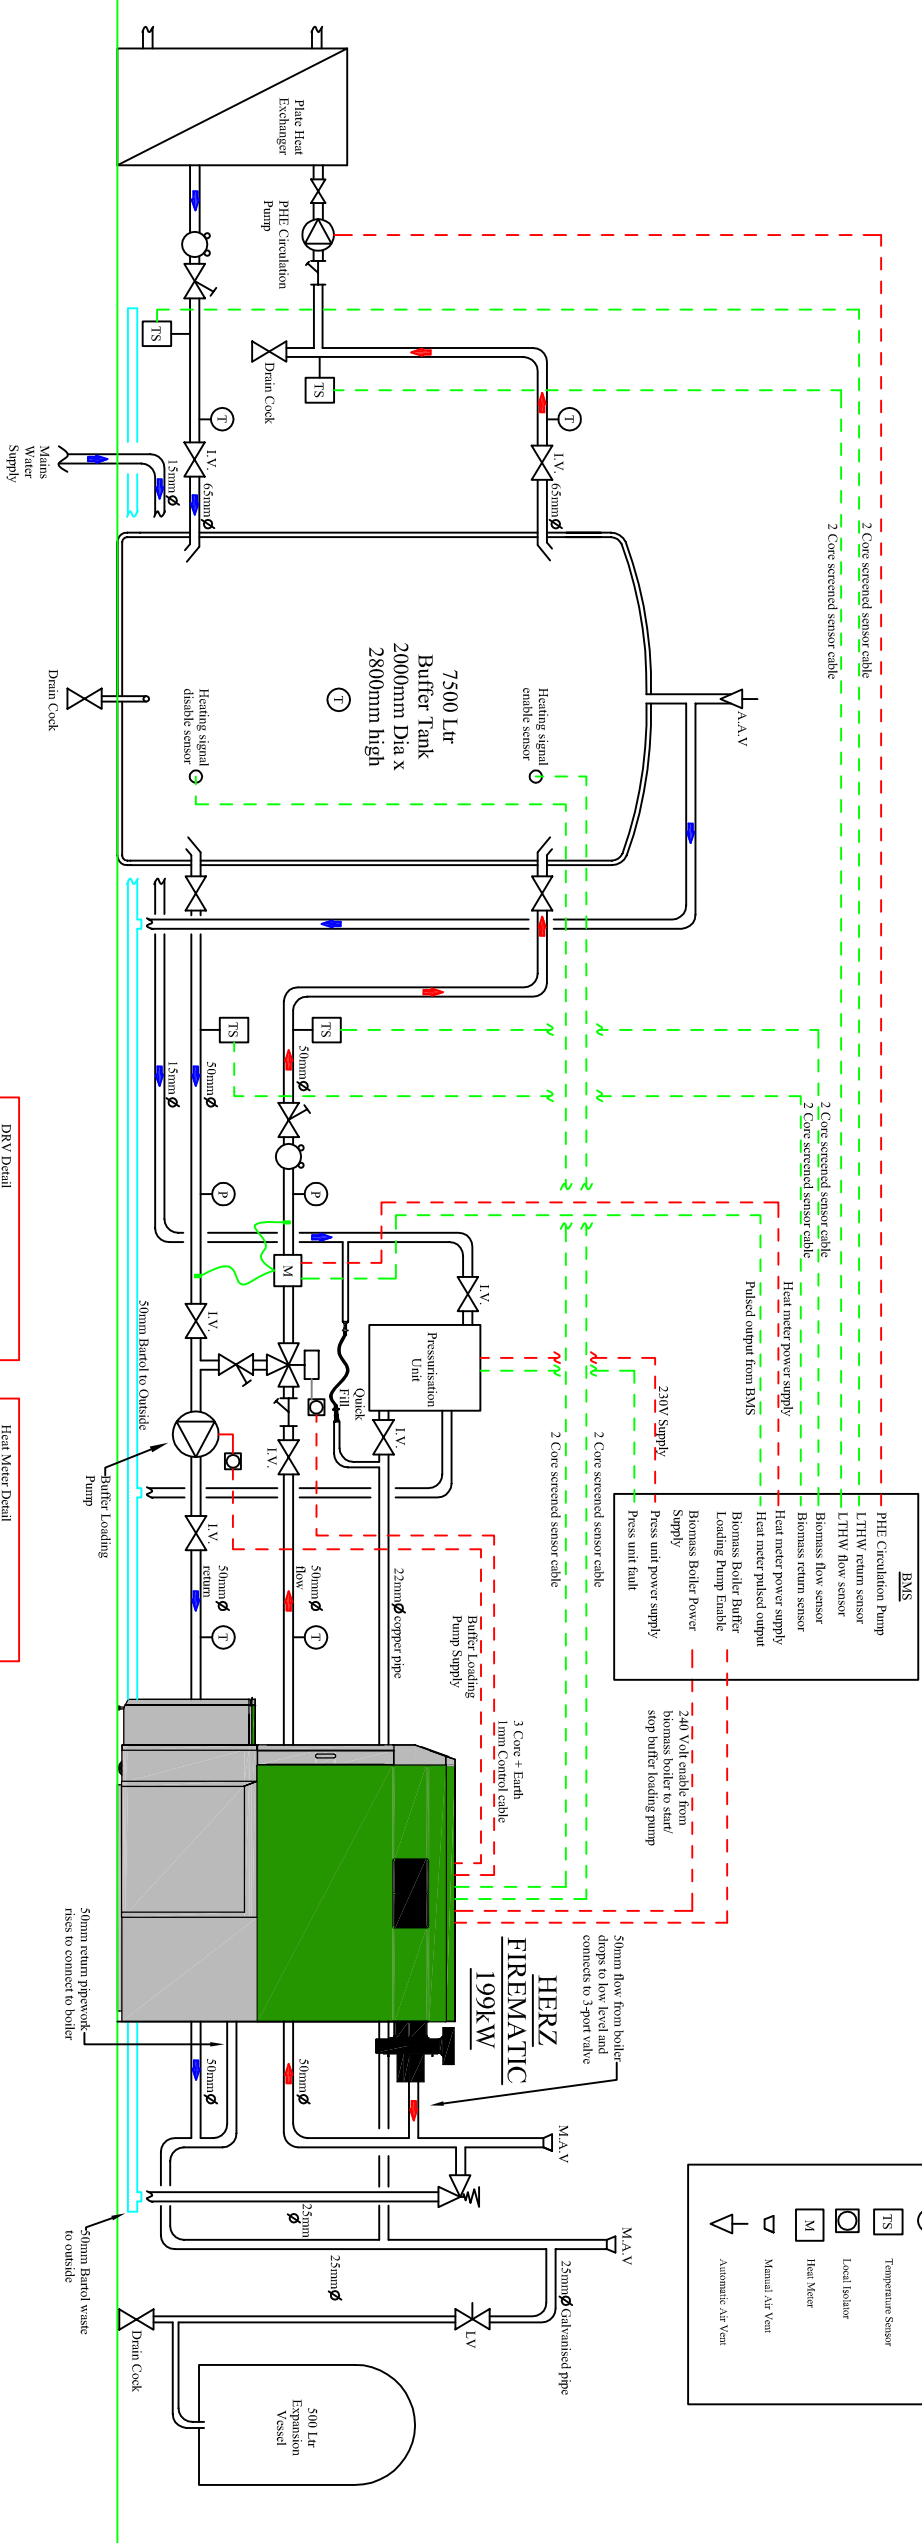 Plate Heat
Exchanger
PHE Circulation
Pump
TS
TS
Drain Cock
T
T
I.V.
I.V.
65mmØ
65mmØ
15mmØ
Mains
Water
Supply
2 Core screened sensor cable
2 Core screened sensor cable
7500 Ltr
Buffer Tank
2000mm Dia x
2800mm high
T
Heating signal
enable sensor
Heating signal
disable sensor
Drain Cock
A.A.V
TS
TS
50mmØ
50mmØ
15mmØ
P
P
M
I.V.
I.V.
2 Core screened sensor cable
2 Core screened sensor cable
Heat meter power supply
Pulsed output from BMS
Pressurisation
Unit
Quick
Fill
I.V.
I.V.
I.V.
230V Supply
2 Core screened sensor cable
2 Core screened sensor cable
50mm Bartol to Outside
Buffer Loading
Pump
BMS
PHE Circulation Pump
LTHW return sensor
LTHW flow sensor
Biomass flow sensor
Biomass return sensor
Heat meter power supply
Heat meter pulsed output
Biomass Boiler Buffer
Loading Pump Enable
Biomass Boiler Power
Supply
Press unit power supply
Press unit fault
50mmØ
return
50mmØ
flow
T
T
22mmØ copper pipe
Buffer Loading
Pump Supply
3 Core + Earth
1mm Control cable
240 Volt enable from
biomass boiler to start/
stop buffer loading pump
HERZ
FIREMATIC
199kW
50mm flow from boiler
drops to low level and
connects to 3-port valve
50mm return pipework
rises to connect to boiler
50mmØ
50mmØ
M.A.V
M.A.V
25mm
Ø
25mmØ
25mmØ Galvanised pipe
LV
50mm Bartol waste
to outside
Drain Cock
500 Ltr
Expansion
Vessel
TS
Temperature Sensor
Local Isolator
M
Heat Meter
Manual Air Vent
Automatic Air Vent
DRV Detail
Heat Meter Detail